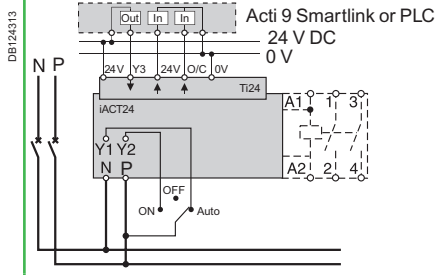 DB124313
Out In In
Acti 9 Smartlink or PLC
24 V DC
0 V
N P
24V Y3 24V O/C 0V
Ti24
iACT24
A1 1 3
Y1 Y2
N P
A2 2 4
OFF
ON Auto